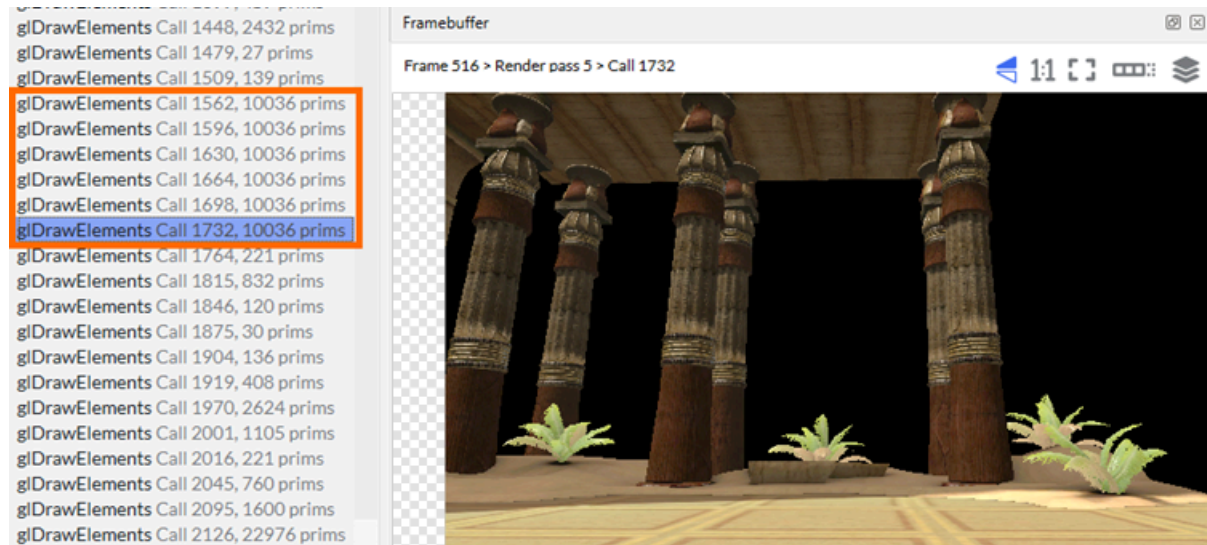 glDrawElements Call 1448, 2432 prims
glDrawElements Call 1479, 27 prims
glDrawElements Call 1509, 139 prims
glDrawElements Call 1562, 10036 prims
glDrawElements Call 1596, 10036 prims
glDrawElements Call 1630, 10036 prims
glDrawElements Call 1664, 10036 prims
glDrawElements Call 1698, 10036 prims
glDrawElements Call 1732, 10036 prims
glDrawElements Call 1764, 221 prims
glDrawElements Call 1815, 832 prims
glDrawElements Call 1846, 120 prims
glDrawElements Call 1875, 30 prims
glDrawElements Call 1904, 136 prims
glDrawElements Call 1919, 408 prims
glDrawElements Call 1970, 2624 prims
glDrawElements Call 2001, 1105 prims
glDrawElements Call 2016, 221 prims
glDrawElements Call 2045, 760 prims
glDrawElements Call 2095, 1600 prims
glDrawElements Call 2126, 22976 prims
Framebuffer
Frame 516 > Render pass 5 > Call 1732
1:1